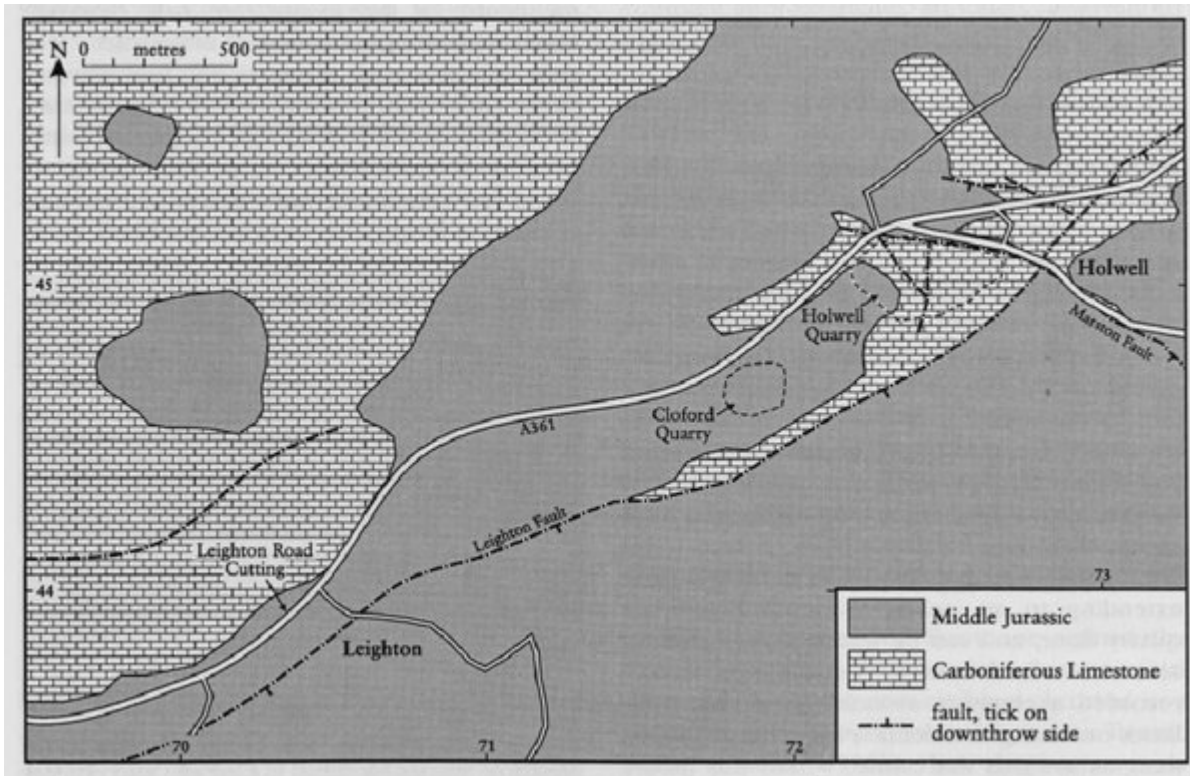 N 0 metres 500
45
Holwell
Holwell
Quarry
Marston Fault
Cloford
Quarry
A361
Leighton Fault
Leighton Road
Cutting
44
73
Middle Jurassic
Leighton
Carboniferous Limestone
fault, tick on
downthrow side
70
71
72